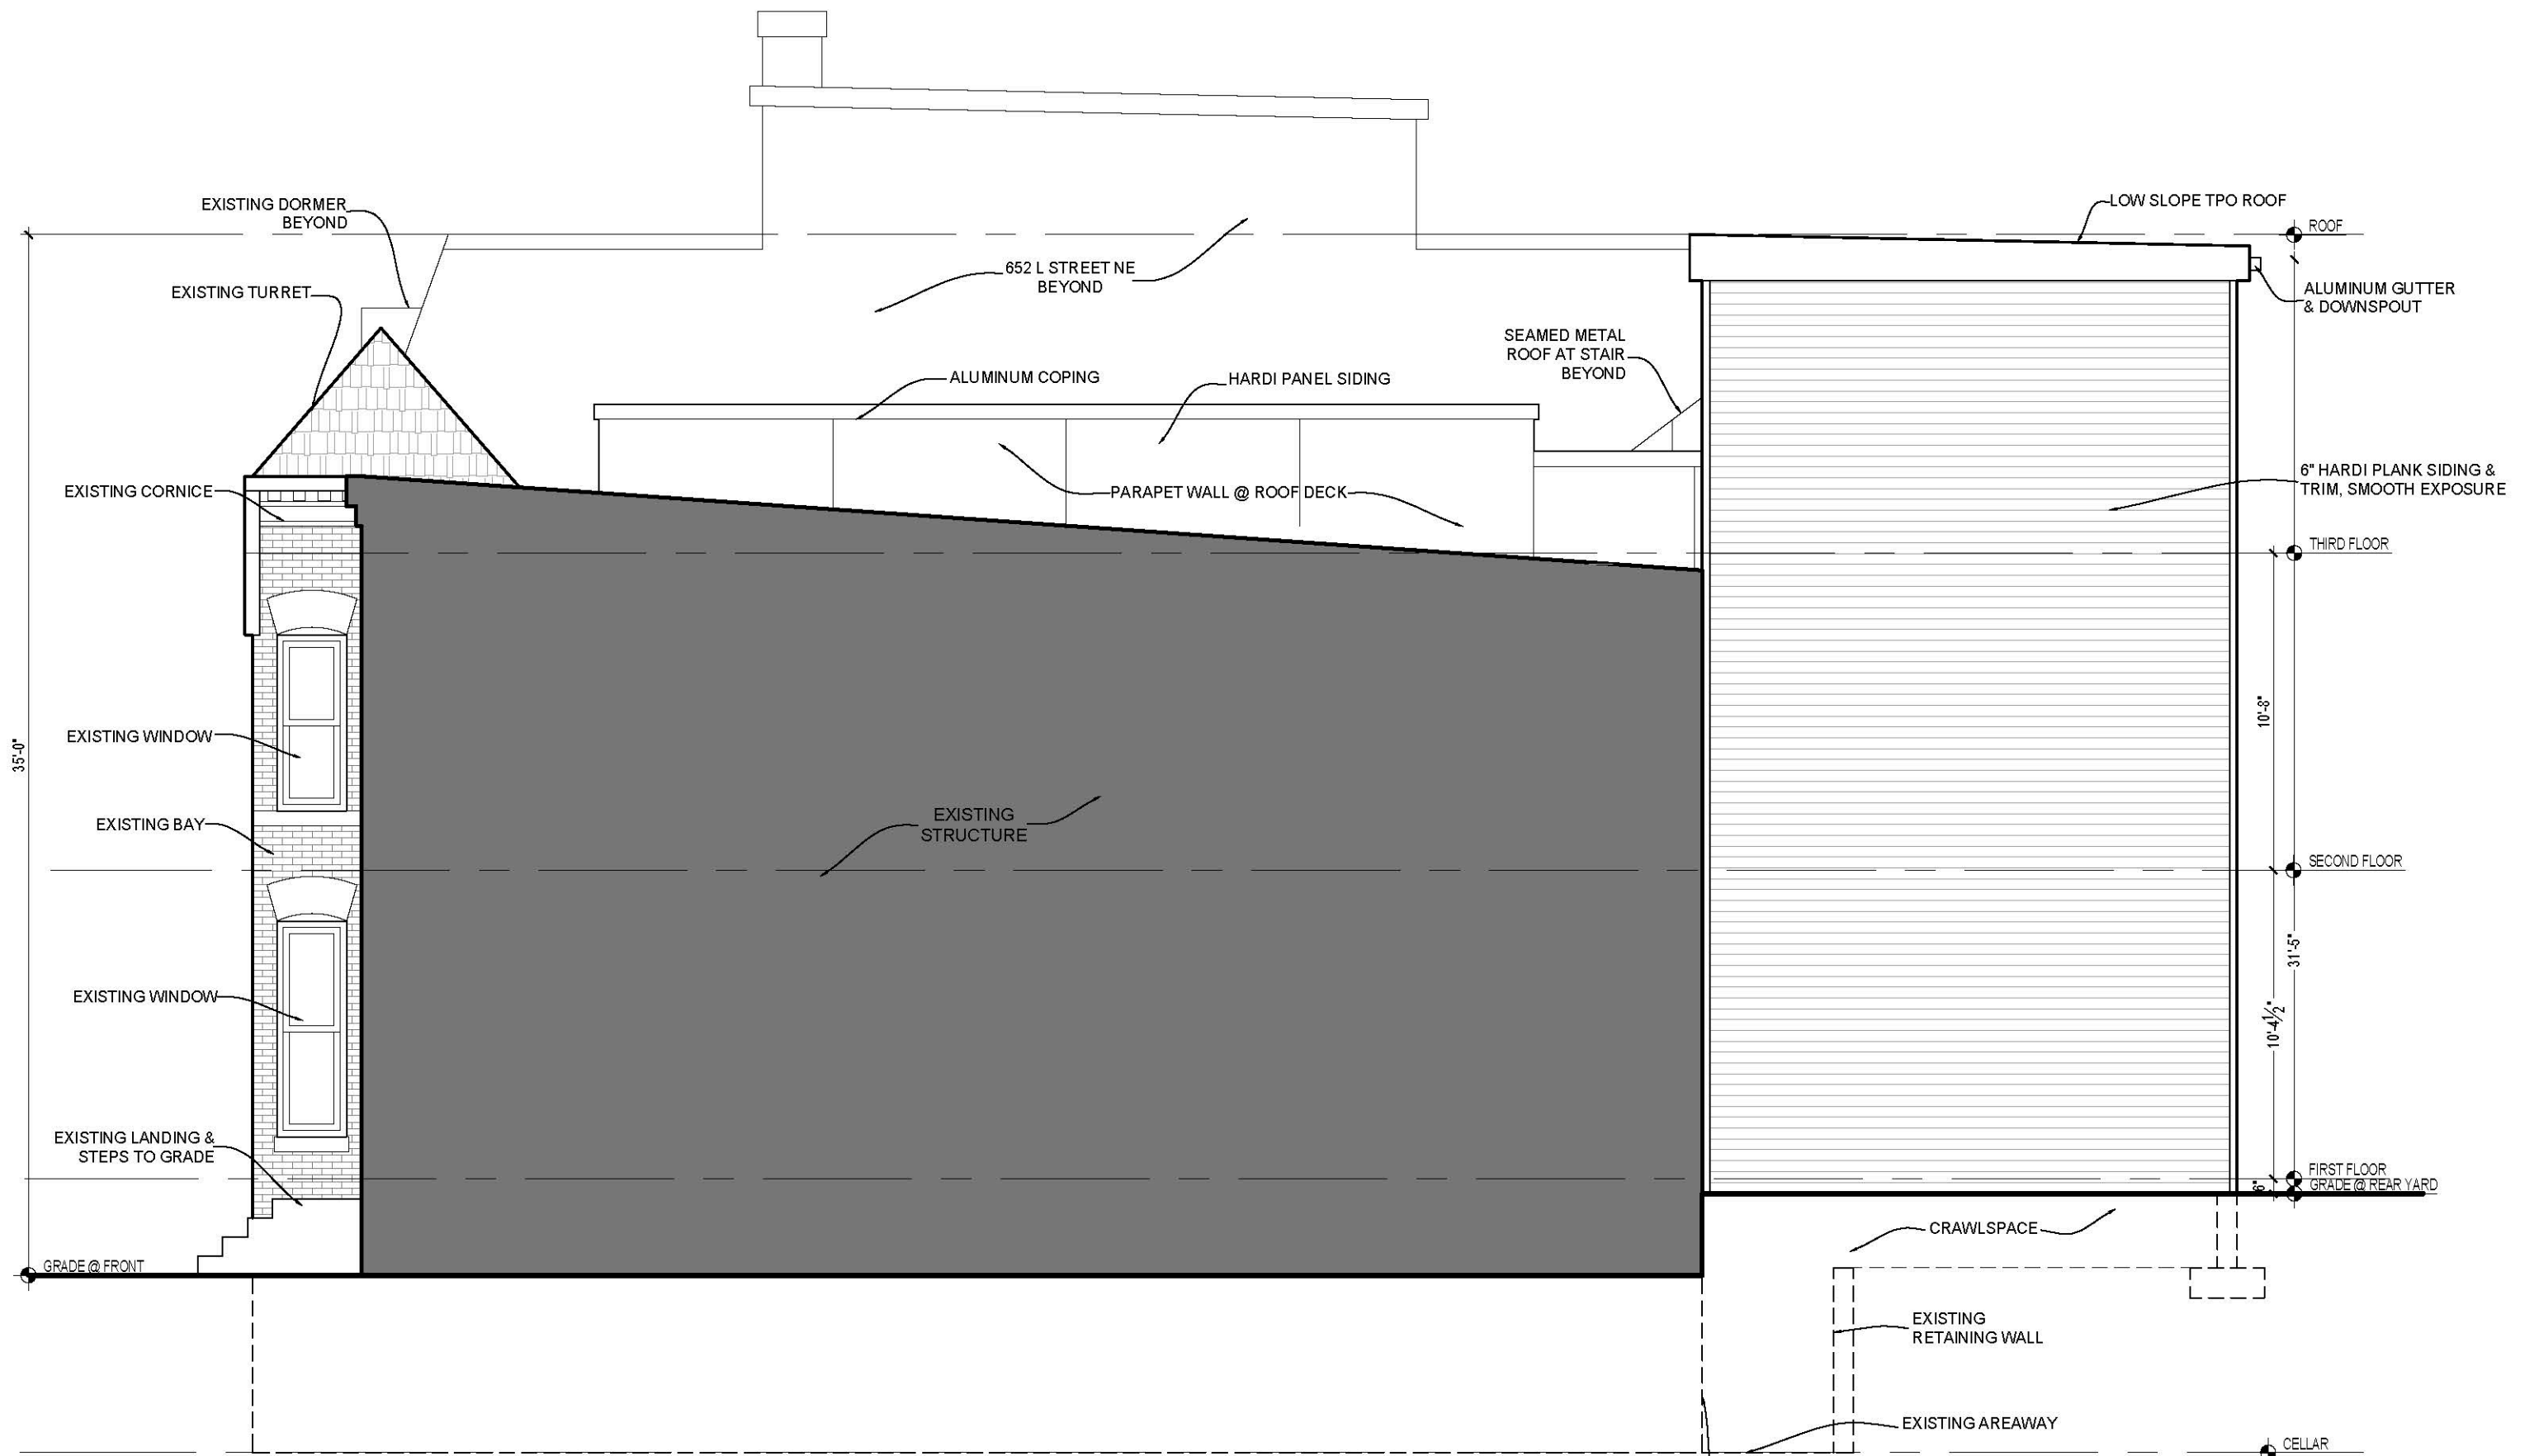 EXISTING DORMER
BEYOND
LOW SLOPE TPO ROOF
ROOF
652 L STREET NE
BEYOND
EXISTING TURRET
ALUMINUM GUTTER
& DOWNSPOUT
SEAMED METAL
ROOF AT STAIR
BEYOND
ALUMINUM COPING
HARDI PANEL SIDING
EXISTING CORNICE
PARAPET WALL @ ROOF DECK
6" HARDI PLANK SIDING &
TRIM, SMOOTH EXPOSURE
THIRD FLOOR
EXISTING WINDOW
35'-0"
10'-8"
EXISTING BAY
EXISTING
STRUCTURE
SECOND FLOOR
31'-5"
EXISTING WINDOW
10'-4½"
EXISTING LANDING &
STEPS TO GRADE
FIRST FLOOR
6"
GRADE @ REAR YARD
CRAWLSPACE
GRADE @ FRONT
EXISTING
RETAINING WALL
EXISTING AREAWAY
CELLAR